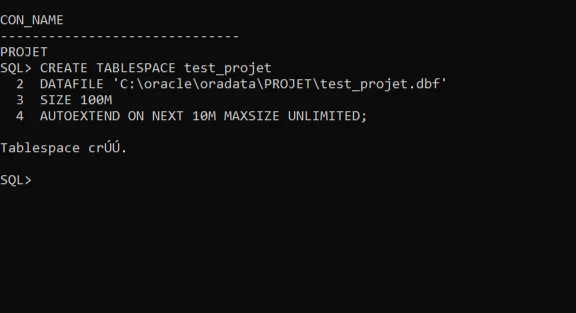 CON_NAME
------------------------------
PROJET
SQL> CREATE TABLESPACE test_projet
  2  DATAFILE 'C:\oracle\oradata\PROJET\test_projet.dbf'
  3  SIZE 100M
  4  AUTOEXTEND ON NEXT 10M MAXSIZE UNLIMITED;
Tablespace crÚÚ.
SQL>